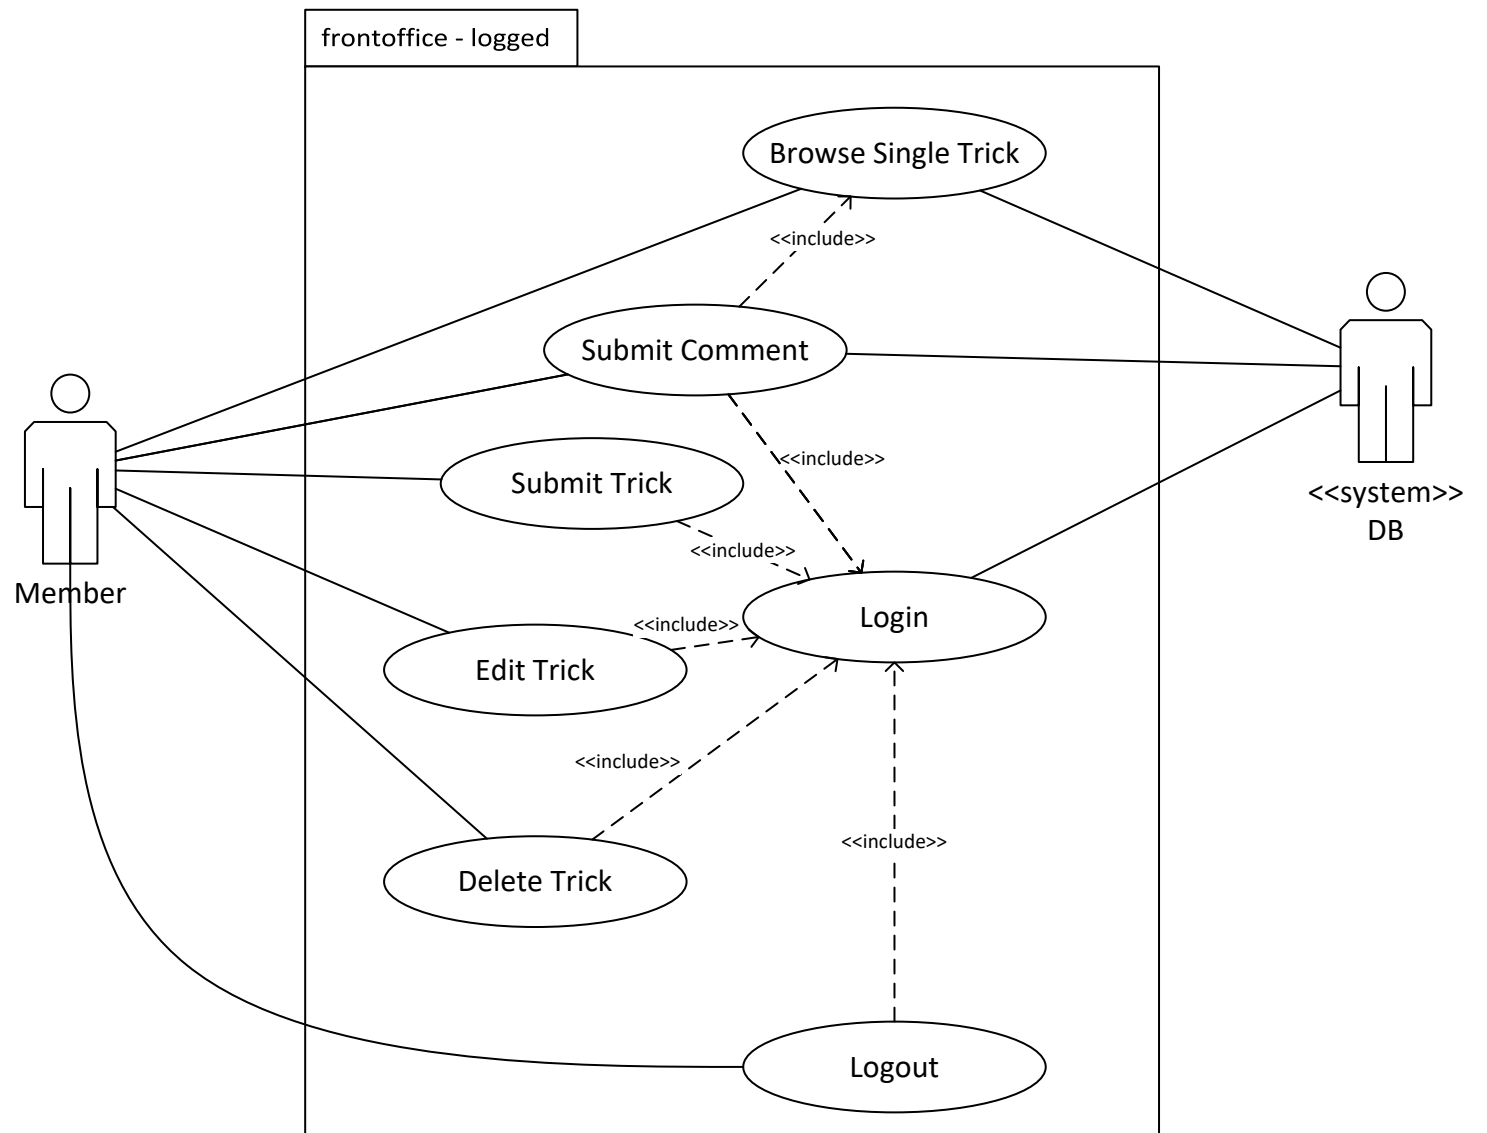 frontoffice - logged
Browse Single Trick
<<include>>
Submit Comment
<<include>>
Submit Trick
<<system>>
DB
<<include>>
Member
Login
<<include>>
Edit Trick
<<include>>
<<include>>
Delete Trick
Logout